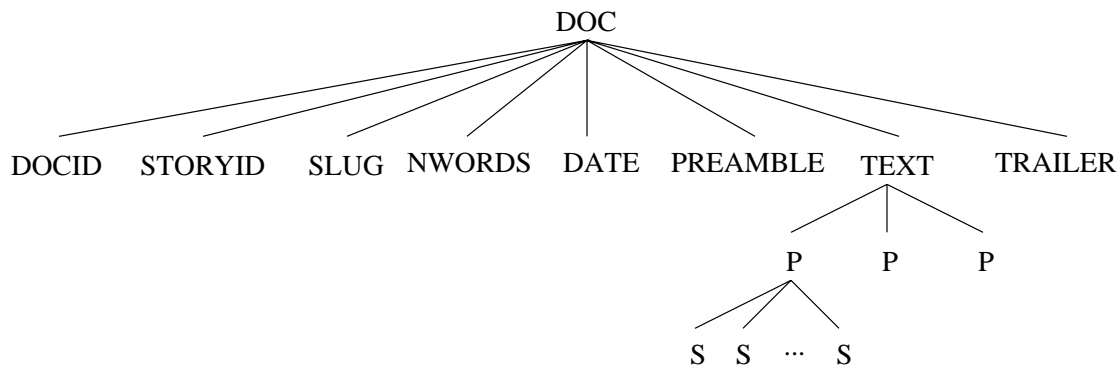 DOC
DOCID STORYID SLUG NWORDS DATE PREAMBLE TEXT TRAILER
P P P
S S ... S